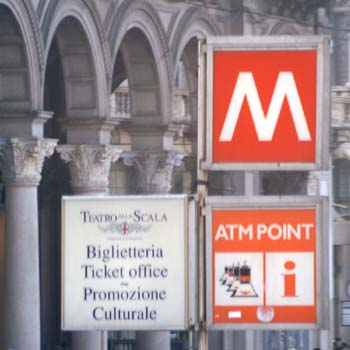 M
TEATRO ALLA SCALA
Biglietteria
Ticket office
Promozione
Culturale
ATM POINT
i